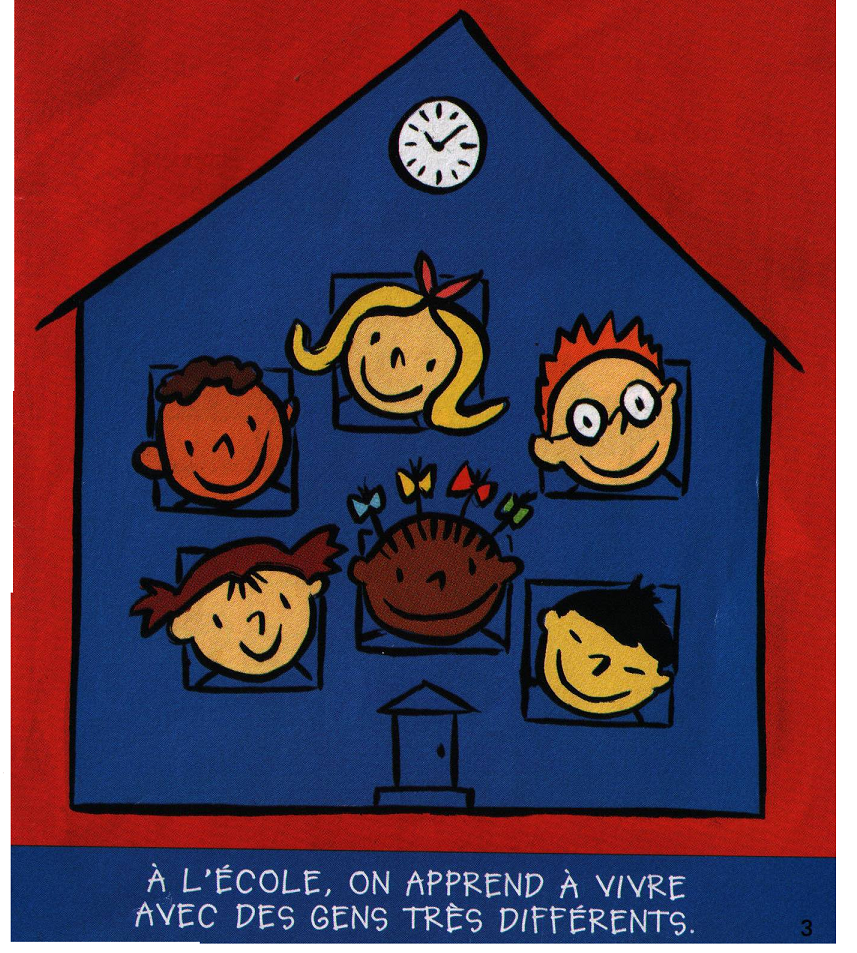 À L'ÉCOLE, ON APPREND À VIVRE
AVEC DES GENS TRÈS DIFFÉRENTS.
3